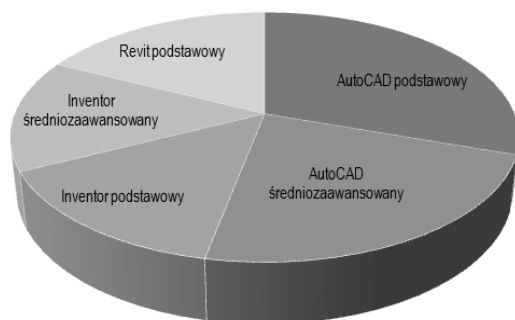 Revit podstawowy
AutoCAD podstawowy
Inventor
średniozaawansowany
AutoCAD
średniozaawansowany
Inventor podstawowy